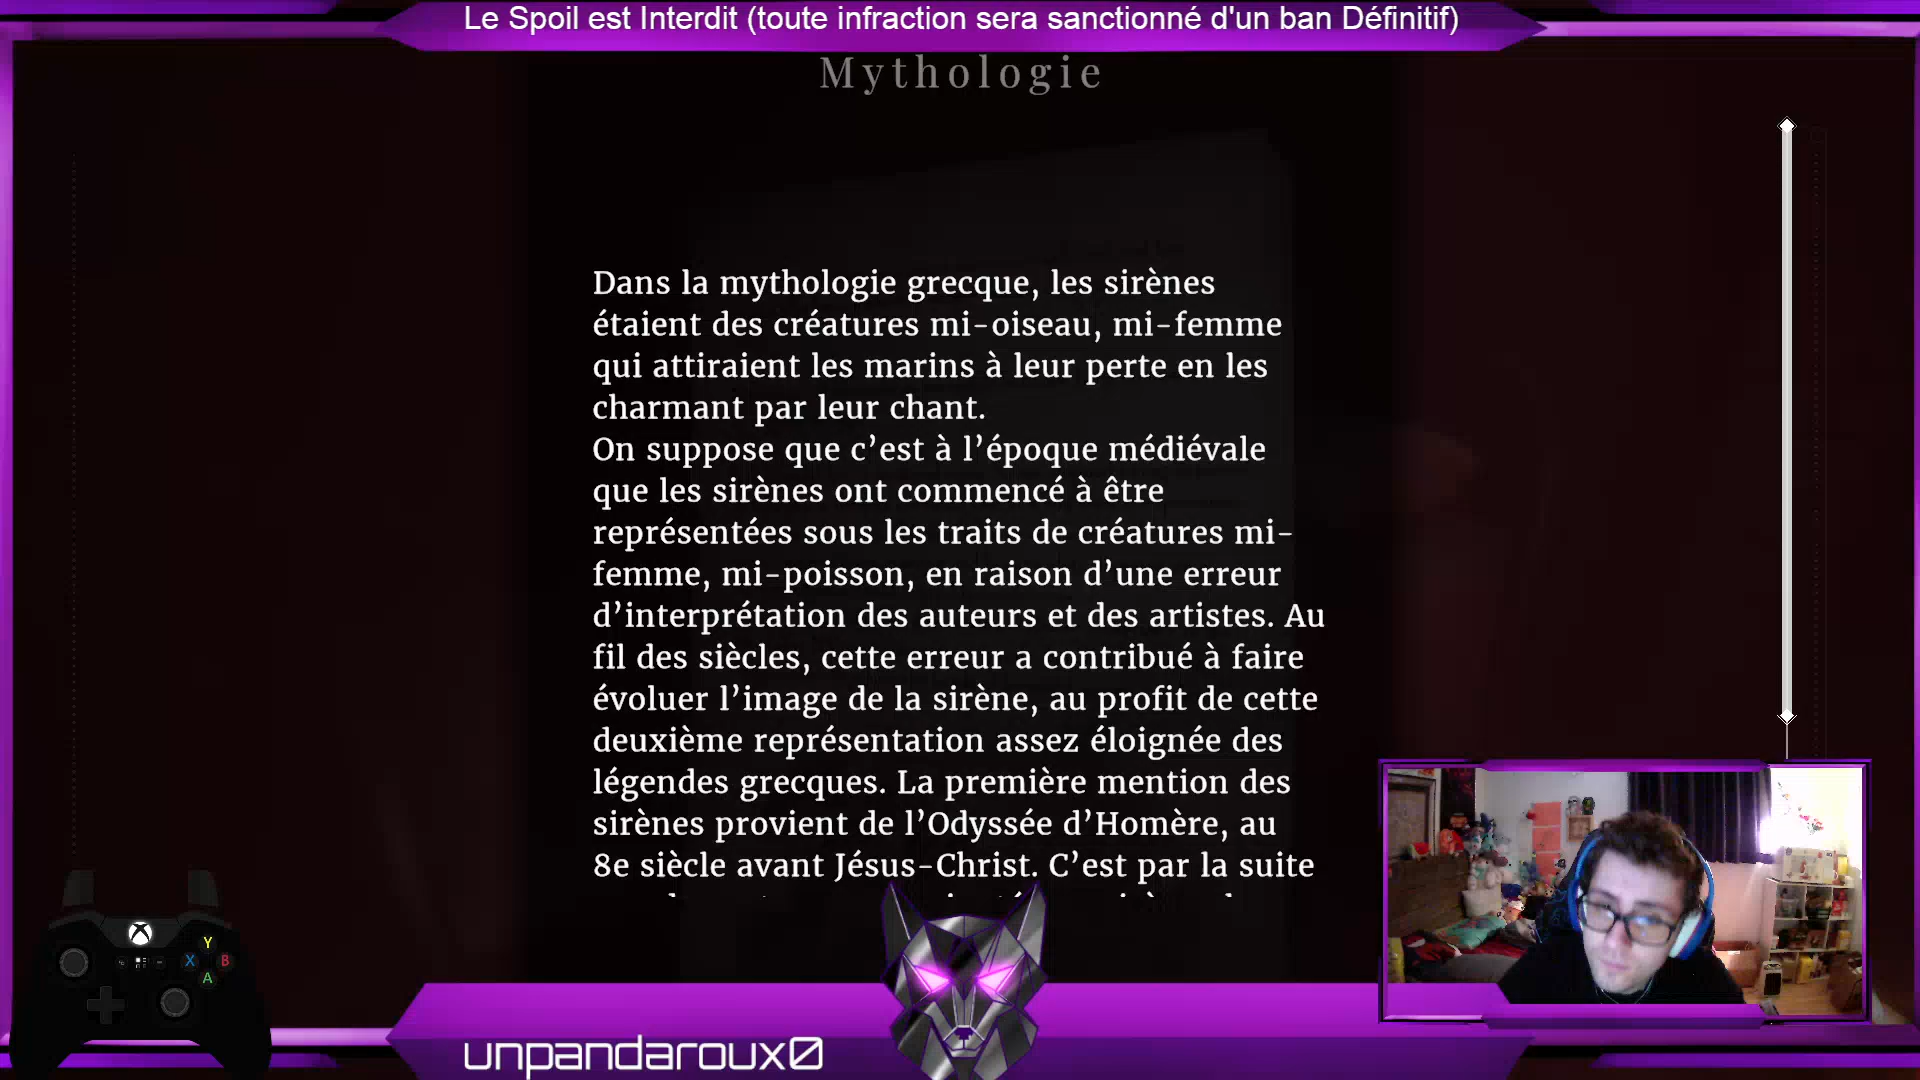 Le Spoil est Interdit (toute infraction sera sanctionné d'un ban Définitif)
Mythologie
Dans la mythologie grecque, les sirènes
étaient des créatures mi-oiseau, mi-femme
qui attiraient les marins à leur perte en les
charmant par leur chant.
On suppose que c’est à l’époque médiévale
que les sirènes ont commencé à être
représentées sous les traits de créatures mi-
femme, mi-poisson, en raison d’une erreur
d’interprétation des auteurs et des artistes. Au
fil des siècles, cette erreur a contribué à faire
évoluer l’image de la sirène, au profit de cette
deuxième représentation assez éloignée des
légendes grecques. La première mention des
sirènes provient de l’Odyssée d’Homère, au
8e siècle avant Jésus-Christ. C’est par la suite
Y
X B
A
unpandaroux0